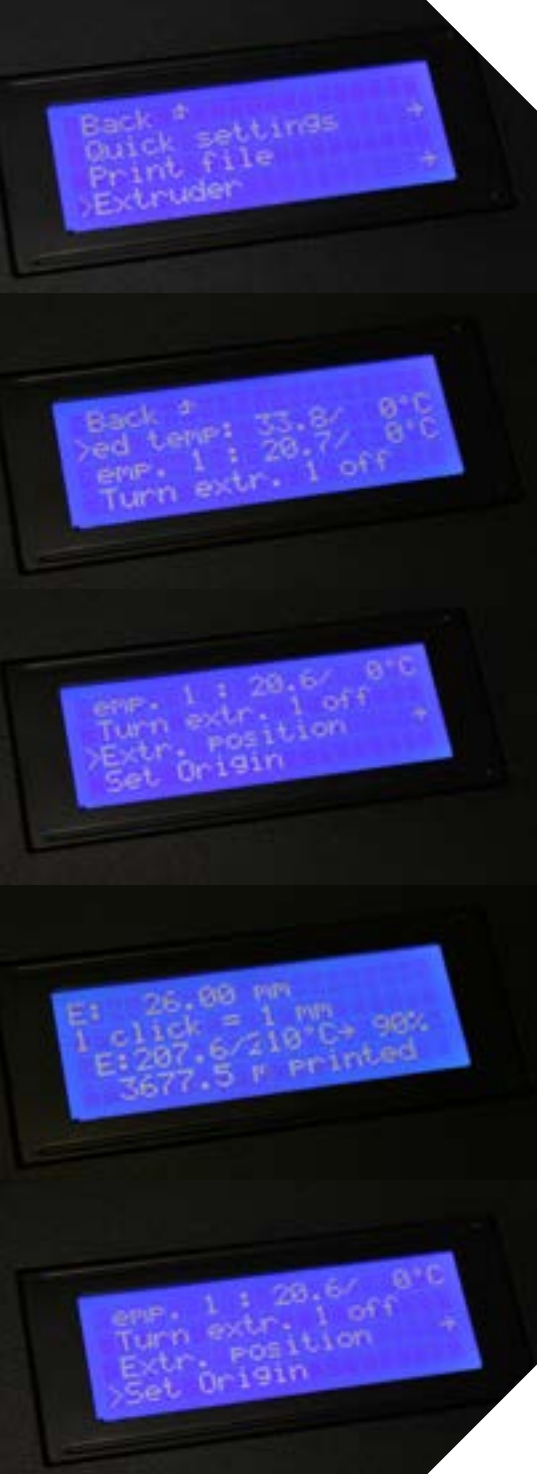 Back
Quick settings →
Print file
>Extruder →
Back
>ed temp: 33.8/ 0°C
emp. 1 : 20.7/ 0°C
Turn extr. 1 off
emp. 1 : 20.6/ 0°C
Turn extr. 1 off
>Extr. position →
Set Origin
E: 26.00 mm
1 click = 1 mm
E:207.6/210°C→ 90%
3677.5 m printed
emp. 1 : 20.6/ 0°C
Turn extr. 1 off
Extr. position →
>Set Origin